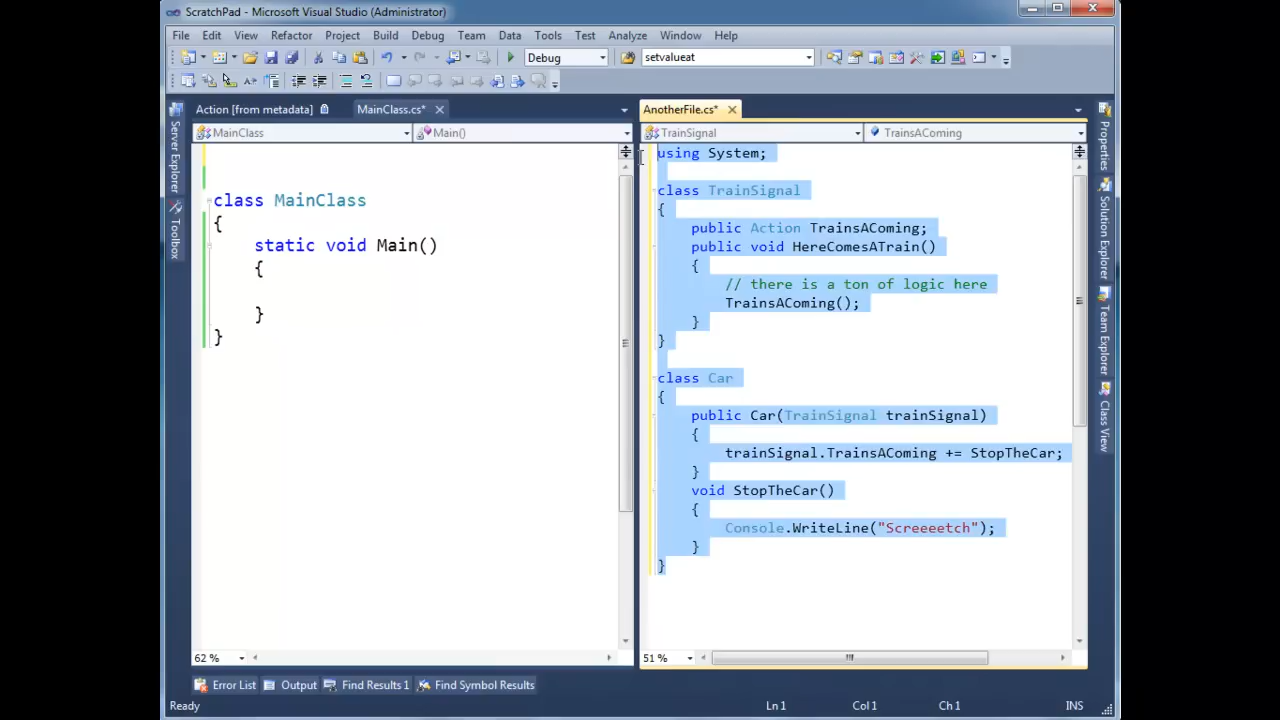 ScratchPad - Microsoft Visual Studio (Administrator)
File Edit View Refactor Project Build Debug Team Data Tools Test Analyze Window Help
Debug setvalueat
Action [from metadata] MainClass.cs*
MainClass Main()
class MainClass
{
static void Main()
{
}
}
62 %
AnotherFile.cs*
TrainSignal TrainsAComing
using System;
class TrainSignal
{
public Action TrainsAComing;
public void HereComesATrain()
{
// there is a ton of logic here
TrainsAComing();
}
}
class Car
{
public Car(TrainSignal trainSignal)
{
trainSignal.TrainsAComing += StopTheCar;
}
void StopTheCar()
{
Console.WriteLine("Screeeetch");
}
}
51 %
Server Explorer
Toolbox
Properties
Solution Explorer
Team Explorer
Class View
Error List Output Find Results 1 Find Symbol Results
Ready Ln 1 Col 1 Ch 1 INS